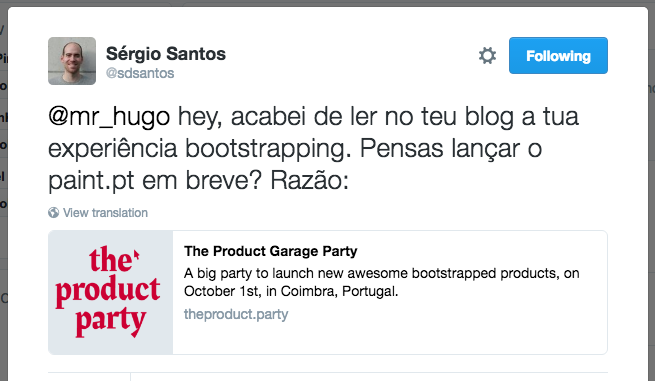 Sérgio Santos
@sdsantos
Following
@mr_hugo hey, acabei de ler no teu blog a tua
experiência bootstrapping. Pensas lançar o
paint.pt em breve? Razão:
View translation
the
product
party
The Product Garage Party
A big party to launch new awesome bootstrapped products, on
October 1st, in Coimbra, Portugal.
theproduct.party